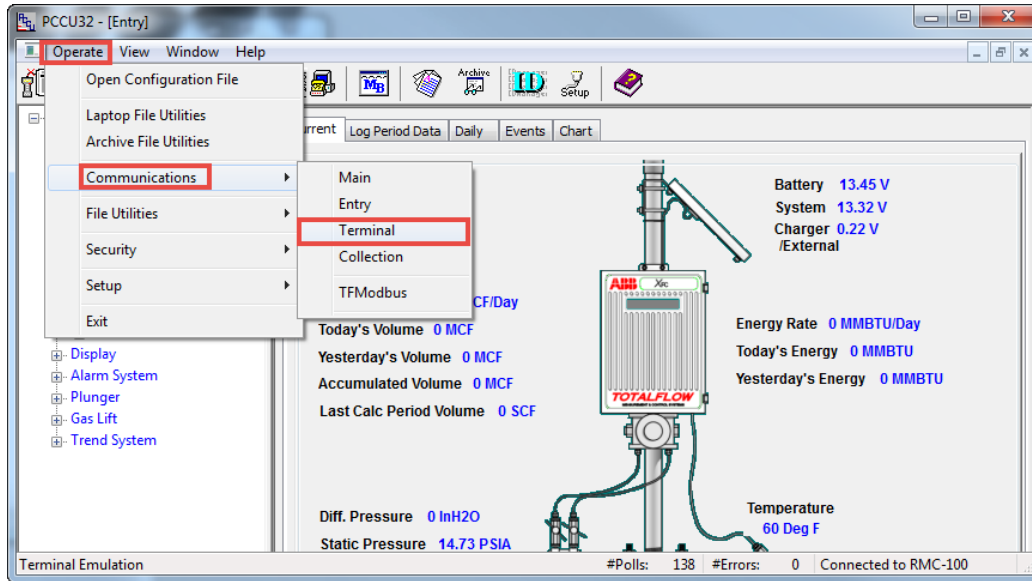 PCCU32 - [Entry]
Operate View Window Help
Open Configuration File
Laptop File Utilities
Archive File Utilities
Communications
File Utilities
Security
Setup
Exit
Main
Entry
Terminal
Collection
TFModbus
MB
Archive
Setup
Log Period Data
Daily
Events
Chart
Battery 13.45 V
System 13.32 V
Charger 0.22 V
/External
ABB
CF/Day
Today's Volume 0 MCF
Yesterday's Volume 0 MCF
Accumulated Volume 0 MCF
Last Calc Period Volume 0 SCF
Energy Rate 0 MMBTU/Day
Today's Energy 0 MMBTU
Yesterday's Energy 0 MMBTU
TOTALFLOW
Display
Alarm System
Plunger
Gas Lift
Trend System
Diff. Pressure 0 InH2O
Static Pressure 14.73 PSIA
Temperature
60 Deg F
Terminal Emulation
#Polls: 138 #Errors: 0 Connected to RMC-100